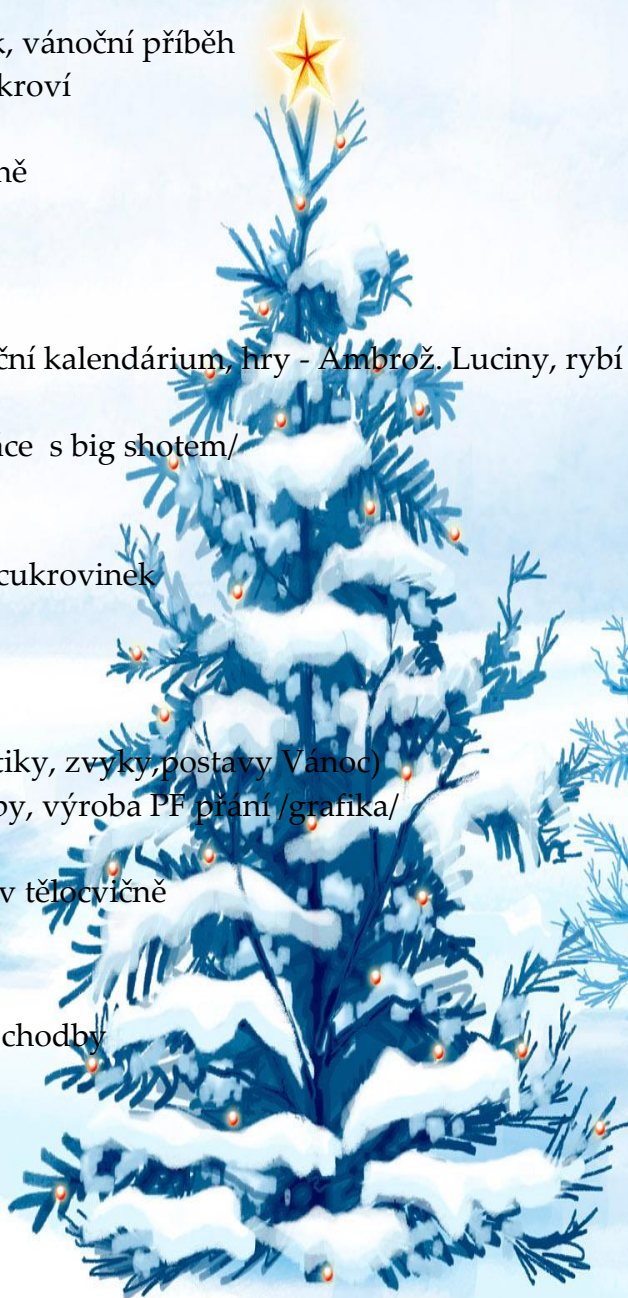 k, vánoční příběh
kroví
ně
ční kalendárium, hry - Ambrož. Luciny, rybí
ce s big shotem/
cukrovinek
tiky, zvyky,postavy Vánoc)
by, výroba PF přání /grafika/
v tělocvičně
chodby